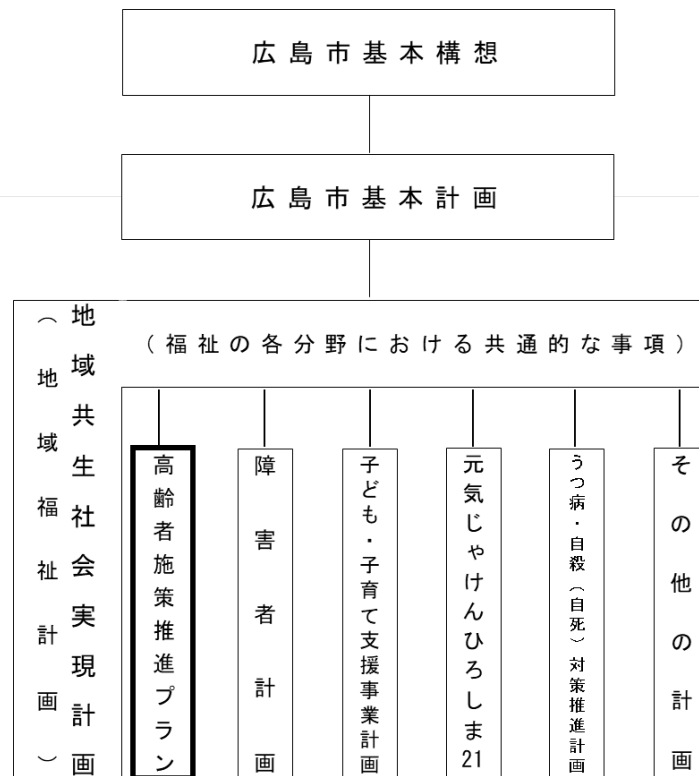 広島市基本構想
広島市基本計画
地域共生社会実現計画
（地域福祉計画）
（福祉の各分野における共通的な事項）
高齢者施策推進プラン
障害者計画
子ども・子育て支援事業計画
元気じゃけんひろしま21
うつ病・自殺（自死）対策推進計画
その他の計画